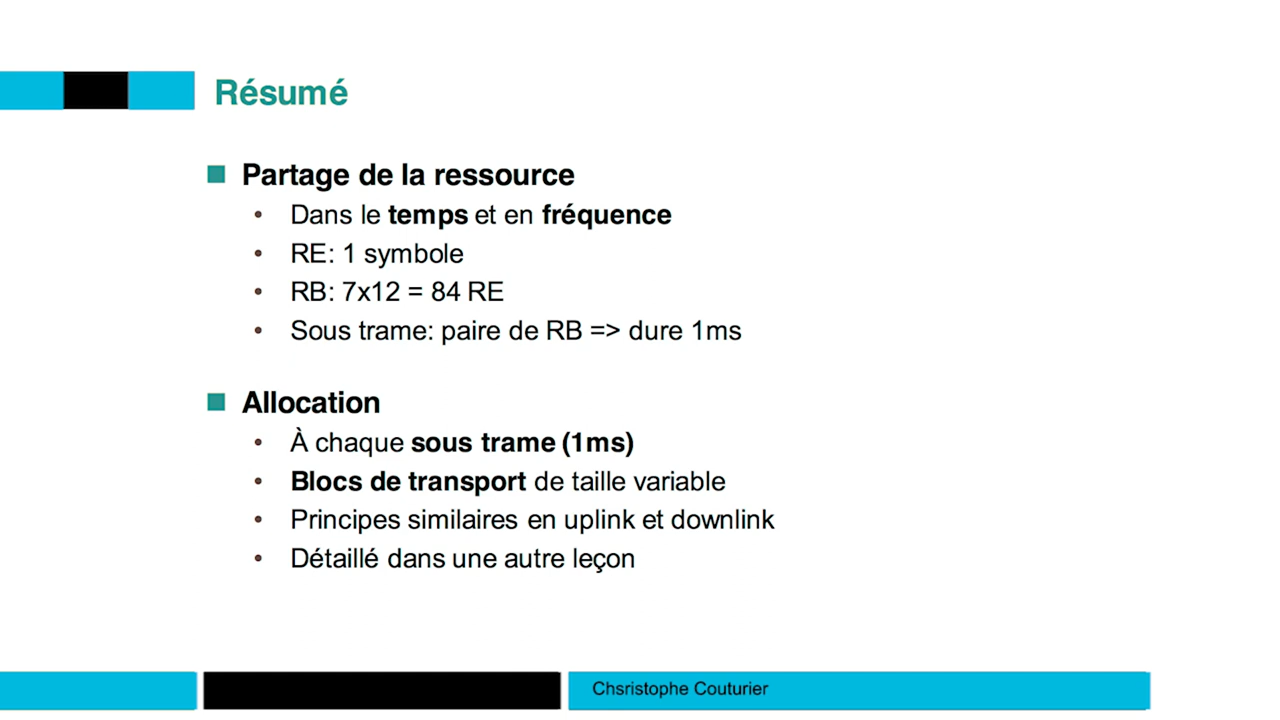 Résumé
Partage de la ressource
• Dans le temps et en fréquence
• RE: 1 symbole
• RB: 7x12 = 84 RE
• Sous trame: paire de RB => dure 1ms
Allocation
• À chaque sous trame (1ms)
• Blocs de transport de taille variable
• Principes similaires en uplink et downlink
• Détaillé dans une autre leçon
Chsristophe Couturier